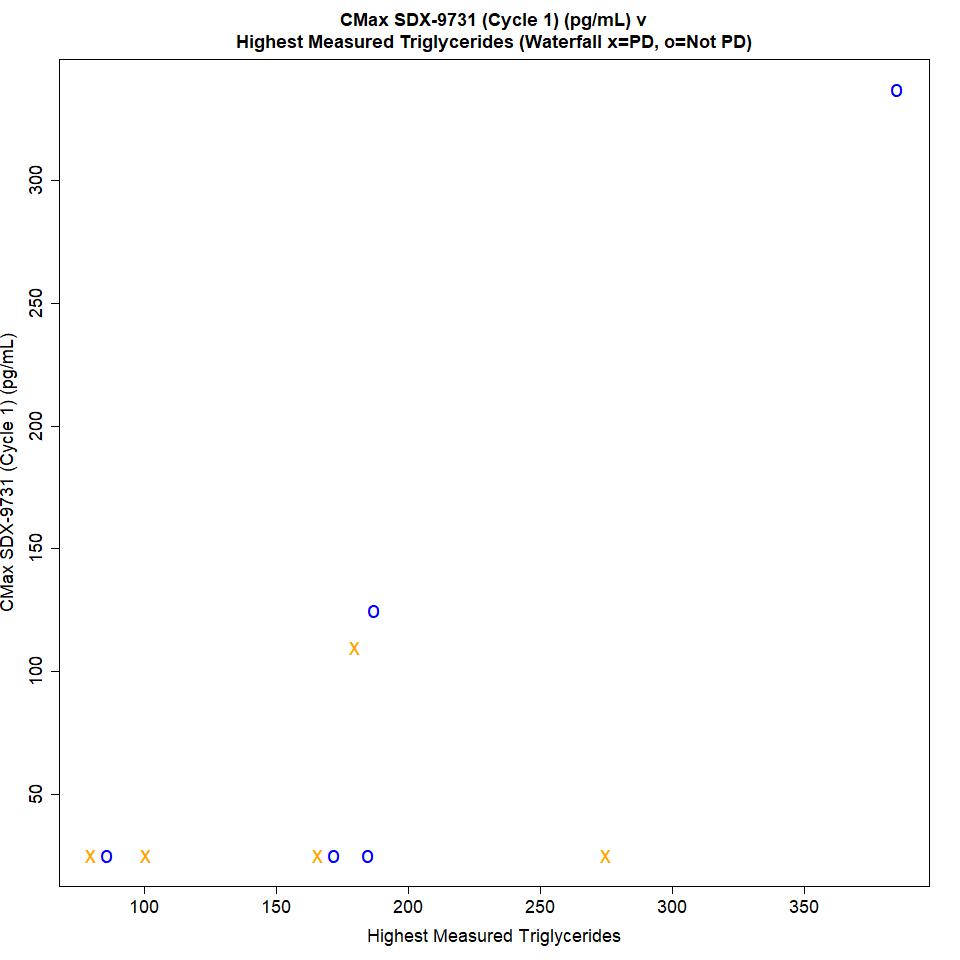 CMax SDX-9731 (Cycle 1) (pg/mL) v
Highest Measured Triglycerides (Waterfall x=PD, o=Not PD)
CMax SDX-9731 (Cycle 1) (pg/mL)
300
250
200
150
100
50
O
O
X
X O X X O O X
100 150 200 250 300 350
Highest Measured Triglycerides